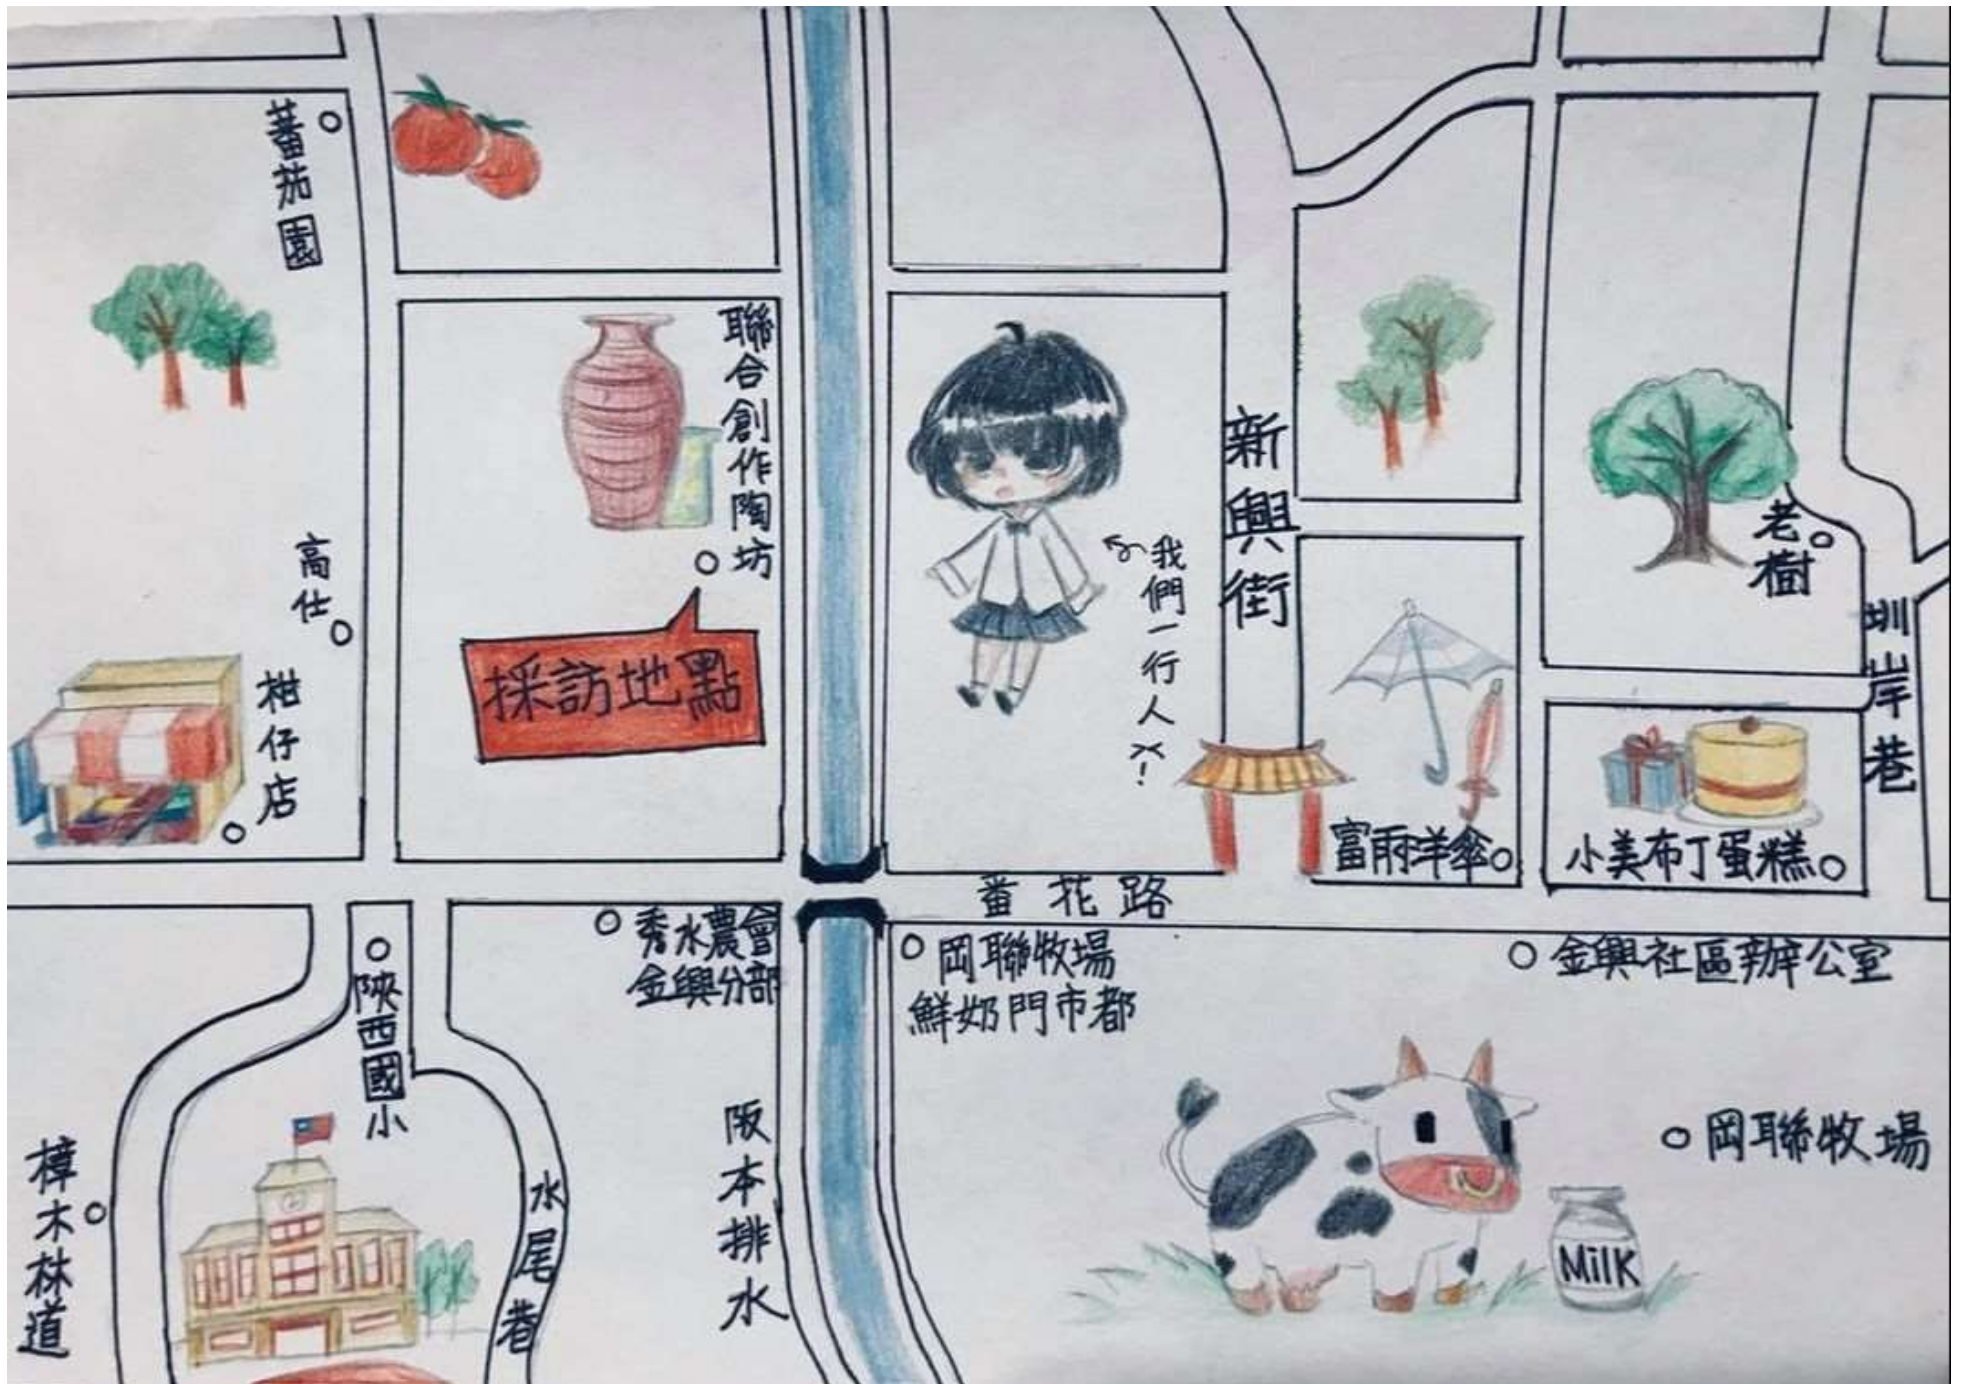 蕃茄園
聯合創作陶坊
採訪地點
高仕
柑仔店
我們一行人ㄨ!
新興街
老樹
圳岸巷
富雨洋傘
小美布丁蛋糕
番花路
秀水農會
金興分部
陝西國小
岡聯牧場
鮮奶門市都
金興社區辦公室
岡聯牧場
樟木林道
水尾巷
阪本排水
Milk